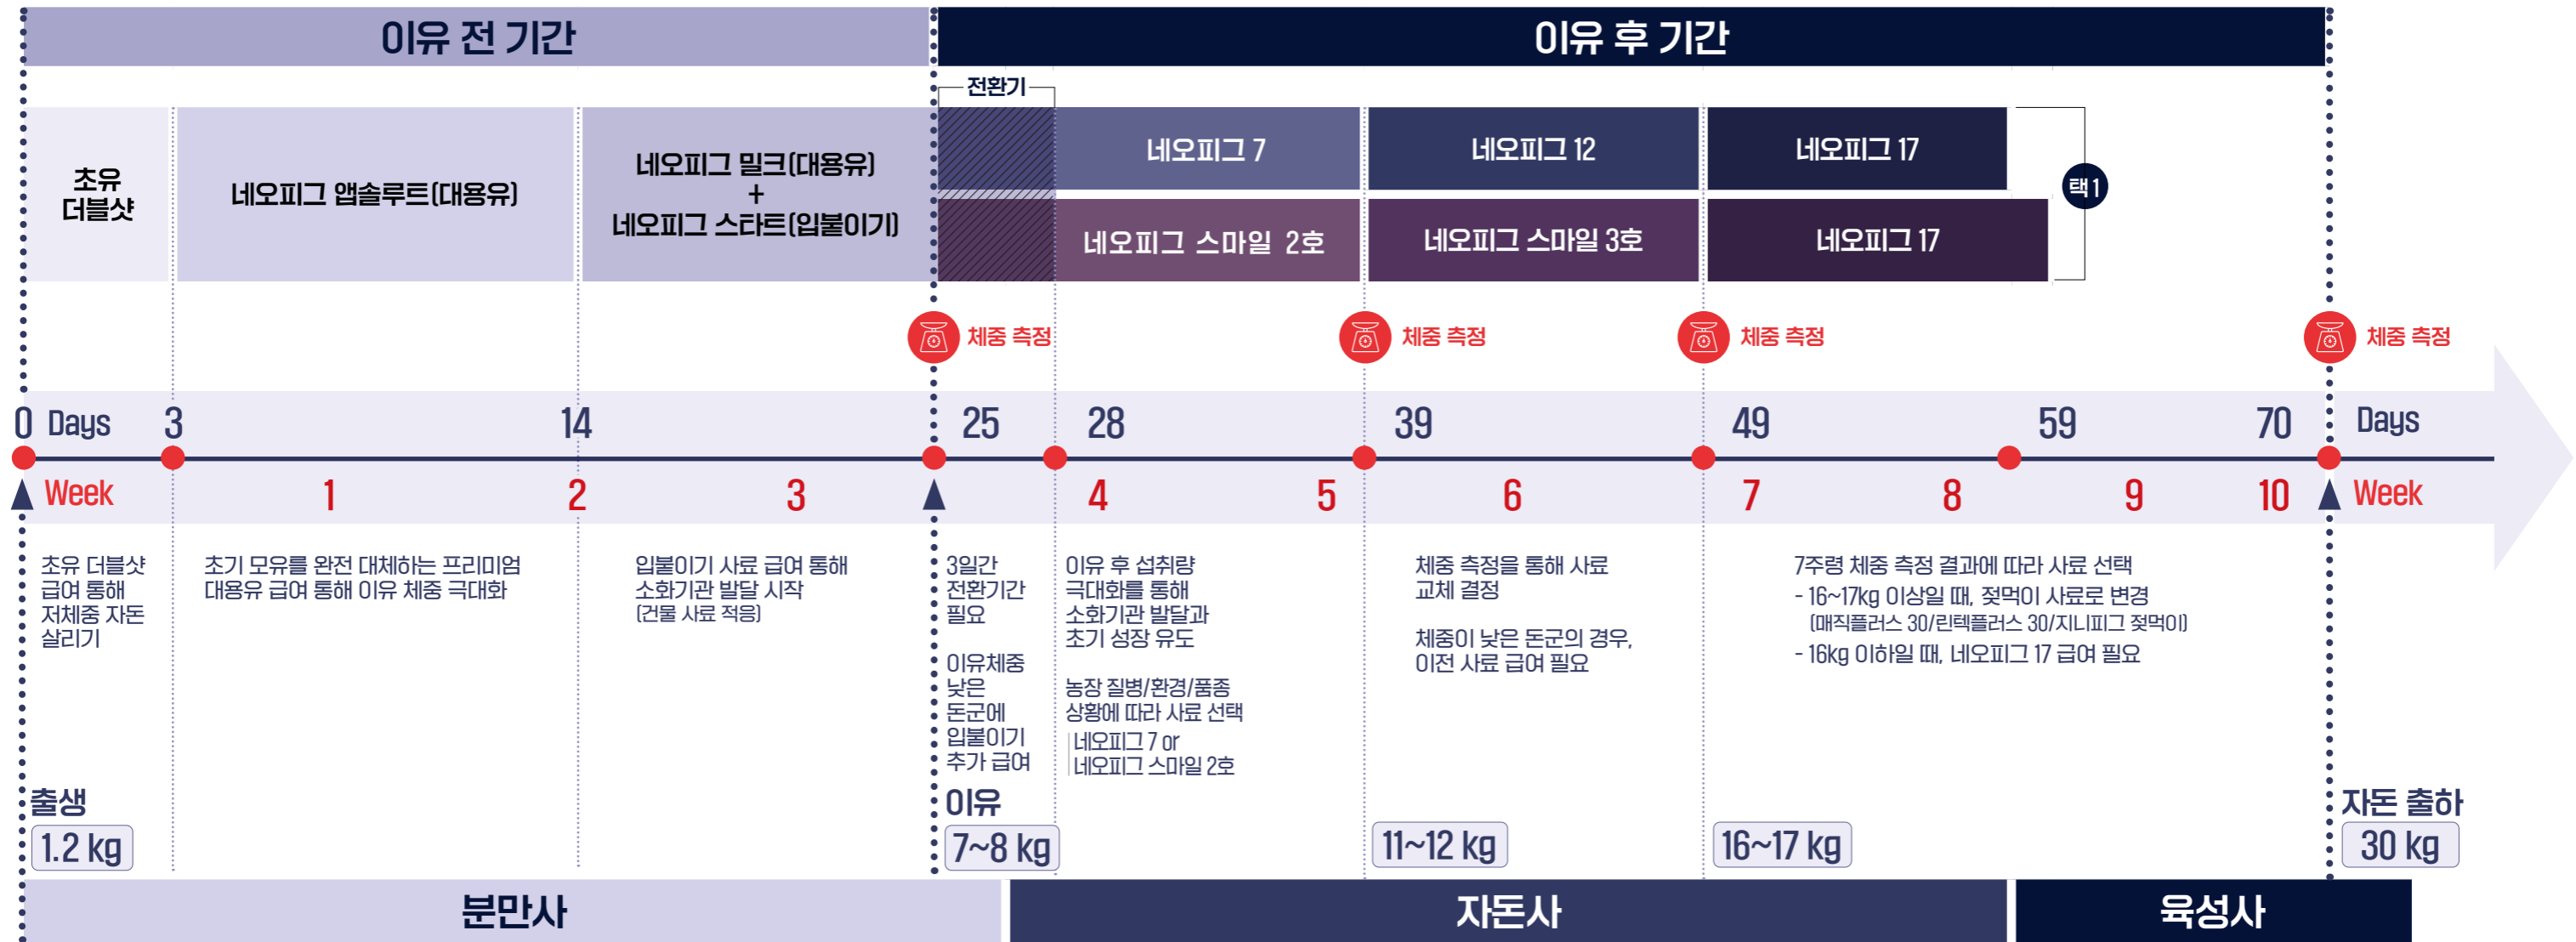 이유 전 기간
이유 후 기간
전환기
초유
더블샷
네오피그 앱솔루트(대용유)
네오피그 밀크(대용유)
+
네오피그 스타트(입붙이기)
네오피그 7
네오피그 12
네오피그 17
네오피그 스마일 2호
네오피그 스마일 3호
네오피그 17
택1
체중 측정
체중 측정
체중 측정
체중 측정
0 Days 3 14 25 28 39 49 59 70 Days
Week 1 2 3 4 5 6 7 8 9 10 Week
초유 더블샷
급여 통해
저체중 자돈
살리기
초기 모유를 완전 대체하는 프리미엄
대용유 급여 통해 이유 체중 극대화
입붙이기 사료 급여 통해
소화기관 발달 시작
(건물 사료 적응)
3일간
전환기간
필요
이유체중
낮은
돈군에
입붙이기
추가 급여
이유 후 섭취량
극대화를 통해
소화기관 발달과
초기 성장 유도
농장 질병/환경/품종
상황에 따라 사료 선택
네오피그 7 or
네오피그 스마일 2호
체중 측정을 통해 사료
교체 결정
체중이 낮은 돈군의 경우,
이전 사료 급여 필요
7주령 체중 측정 결과에 따라 사료 선택
- 16~17kg 이상일 때, 젖먹이 사료로 변경
(매직플러스 30/린텍플러스 30/지니피그 젖먹이)
- 16kg 이하일 때, 네오피그 17 급여 필요
출생
1.2 kg
이유
7~8 kg
11~12 kg
16~17 kg
자돈 출하
30 kg
분만사
자돈사
육성사